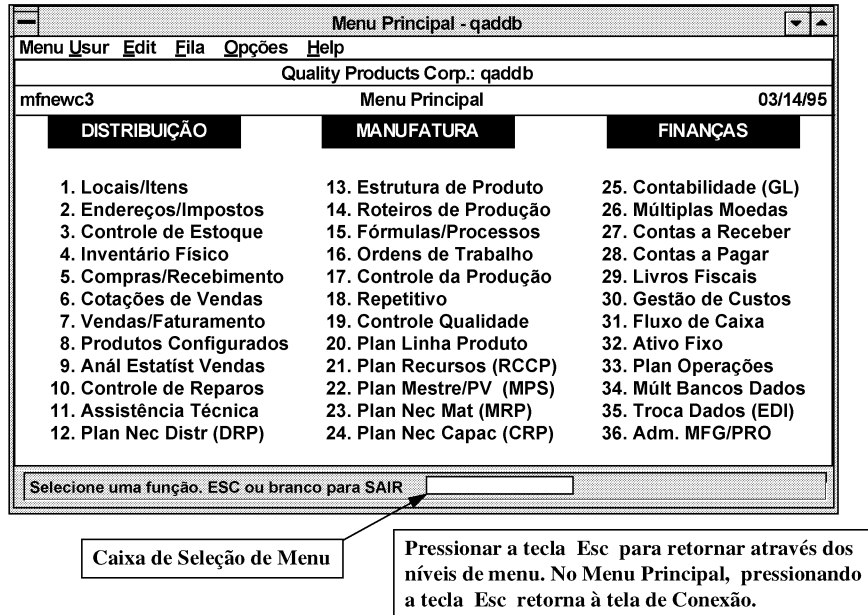 Menu Principal - qaddb
Menu Usur Edit Fila Opções Help
Quality Products Corp.: qaddb
mfnewc3 Menu Principal 03/14/95
DISTRIBUIÇÃO MANUFATURA FINANÇAS
1. Locais/Itens 13. Estrutura de Produto 25. Contabilidade (GL)
2. Endereços/Impostos 14. Roteiros de Produção 26. Múltiplas Moedas
3. Controle de Estoque 15. Fórmulas/Processos 27. Contas a Receber
4. Inventário Físico 16. Ordens de Trabalho 28. Contas a Pagar
5. Compras/Recebimento 17. Controle da Produção 29. Livros Fiscais
6. Cotações de Vendas 18. Repetitivo 30. Gestão de Custos
7. Vendas/Faturamento 19. Controle Qualidade 31. Fluxo de Caixa
8. Produtos Configurados 20. Plan Linha Produto 32. Ativo Fixo
9. Anál Estatíst Vendas 21. Plan Recursos (RCCP) 33. Plan Operações
10. Controle de Reparos 22. Plan Mestre/PV (MPS) 34. Múlt Bancos Dados
11. Assistência Técnica 23. Plan Nec Mat (MRP) 35. Troca Dados (EDI)
12. Plan Nec Distr (DRP) 24. Plan Nec Capac (CRP) 36. Adm. MFG/PRO
Selecione uma função. ESC ou branco para SAIR
Caixa de Seleção de Menu
Pressionar a tecla Esc para retornar através dos
níveis de menu. No Menu Principal, pressionando
a tecla Esc retorna à tela de Conexão.